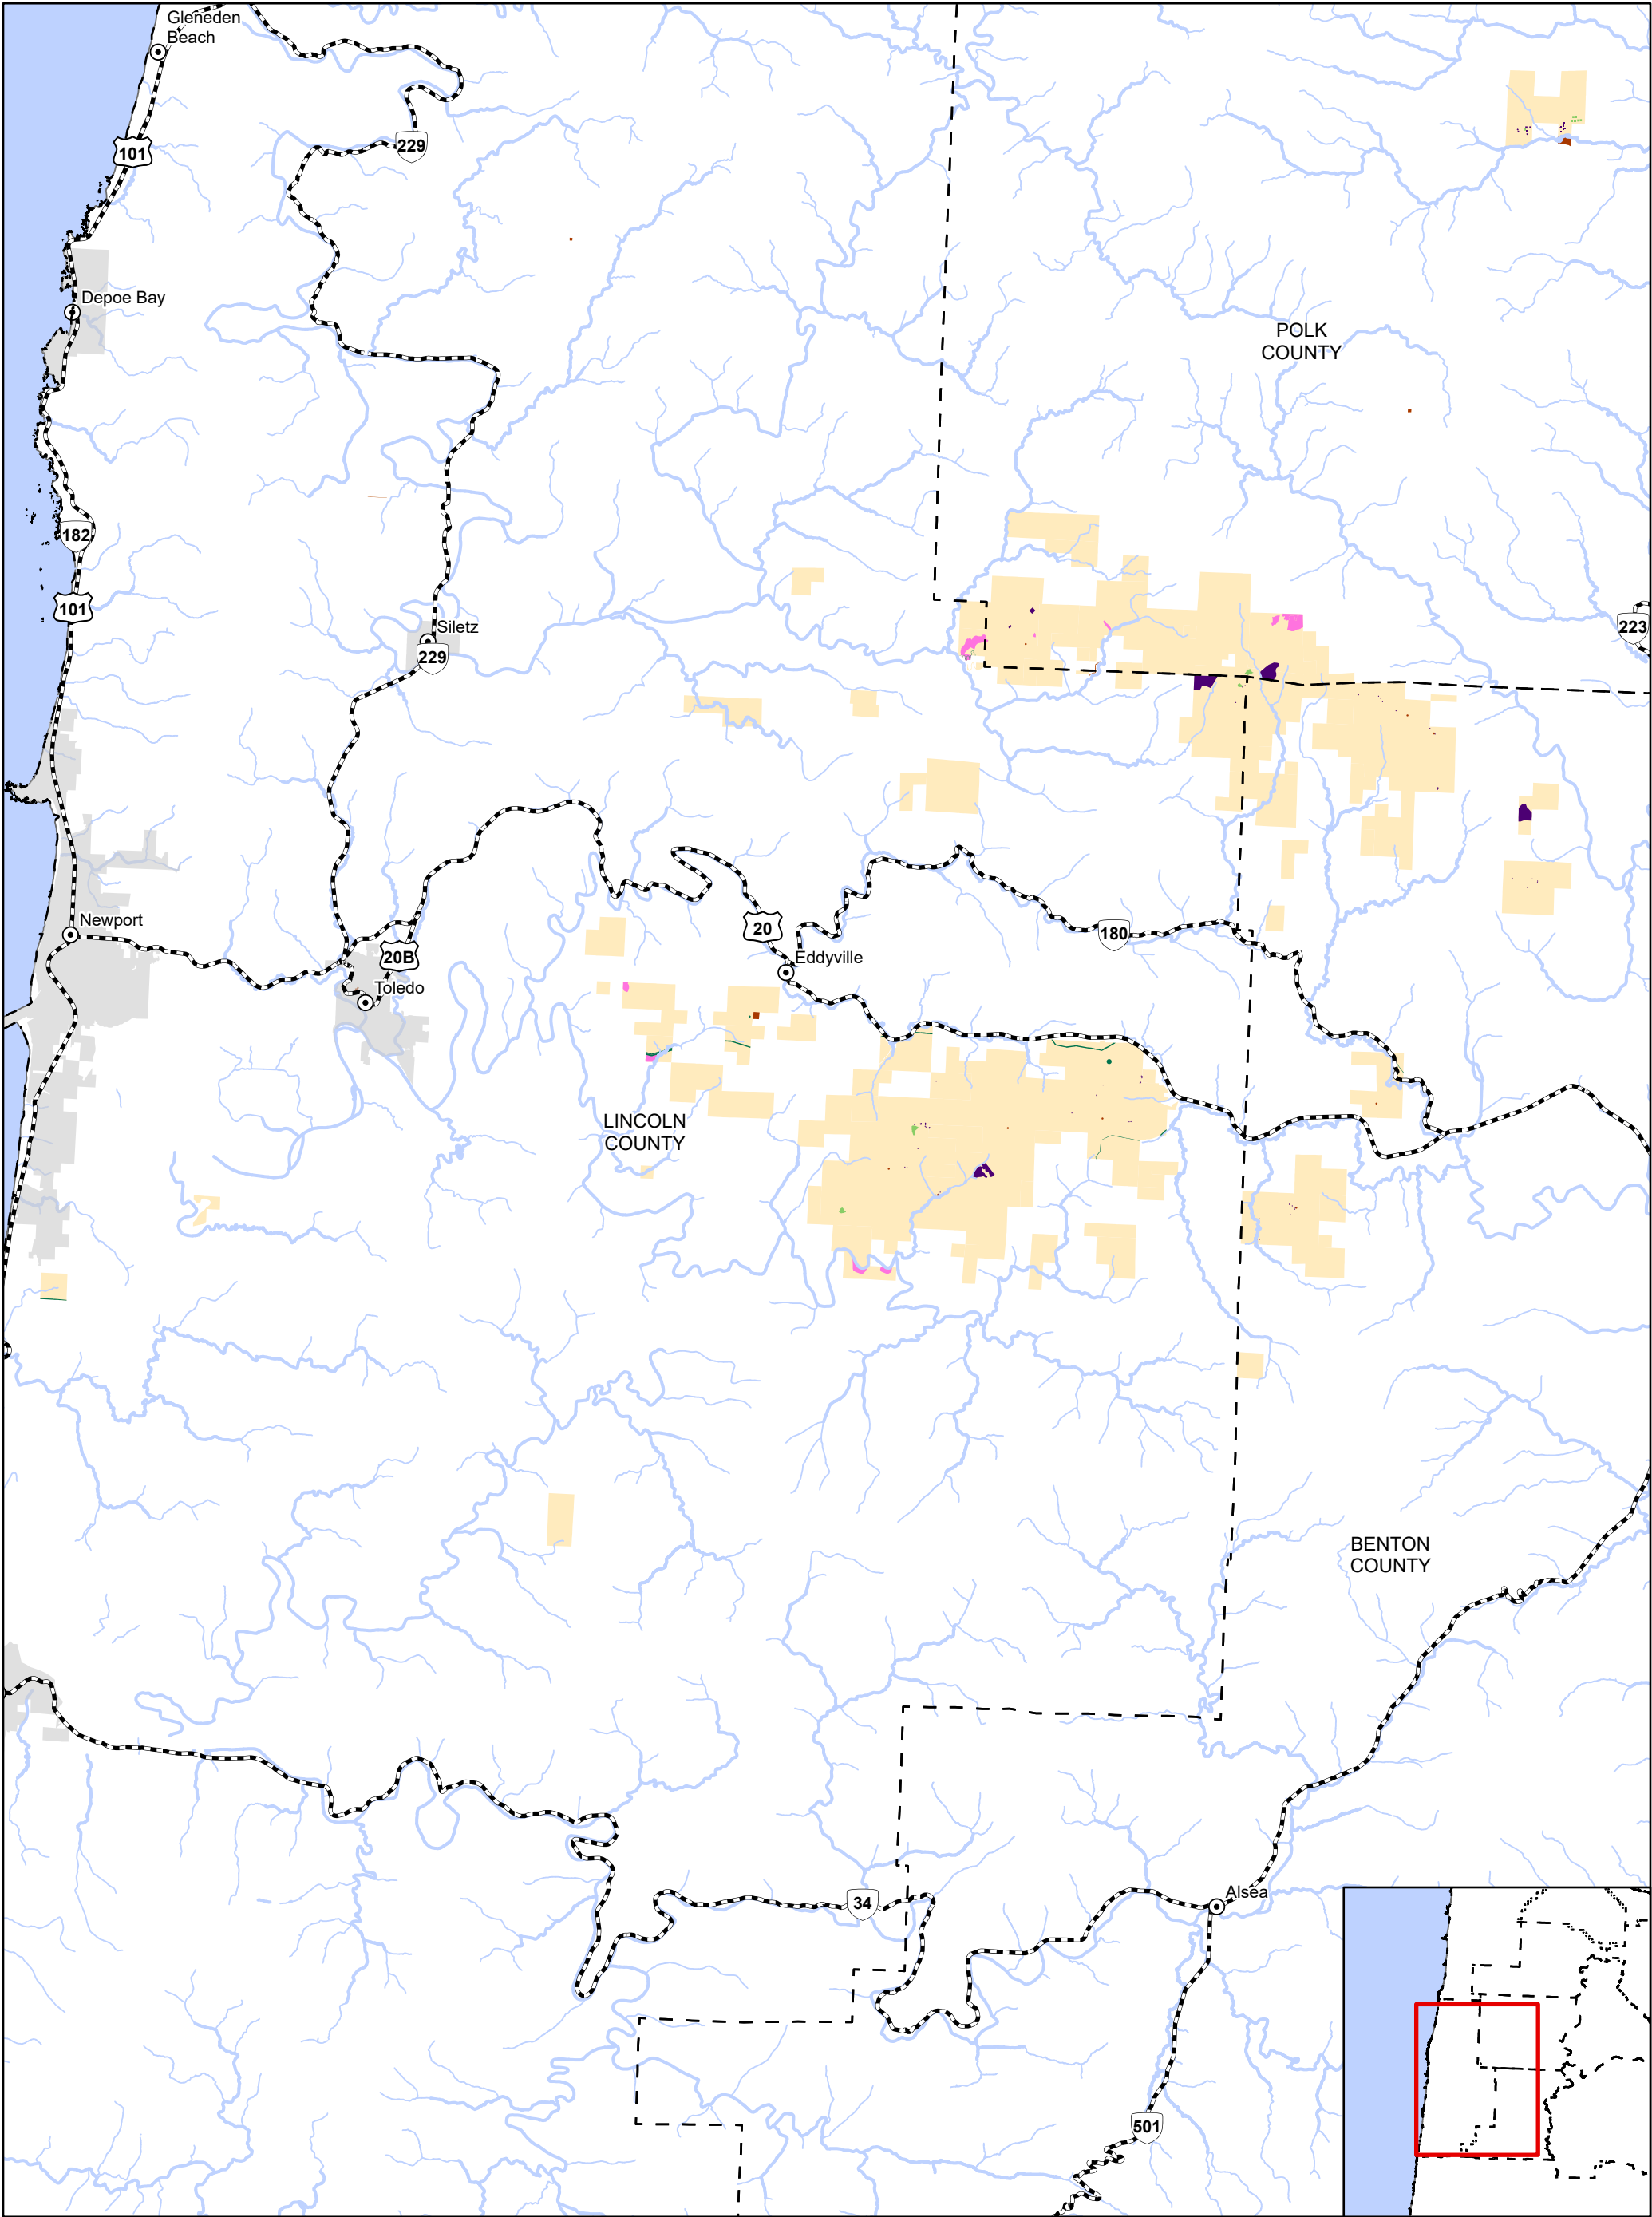 Gleneden
Beach
101
229
Depoe Bay
POLK
COUNTY
182
101
Siletz
229
223
Newport
20
180
20B
Eddyville
Toledo
LINCOLN
COUNTY
BENTON
COUNTY
34
Alsea
501